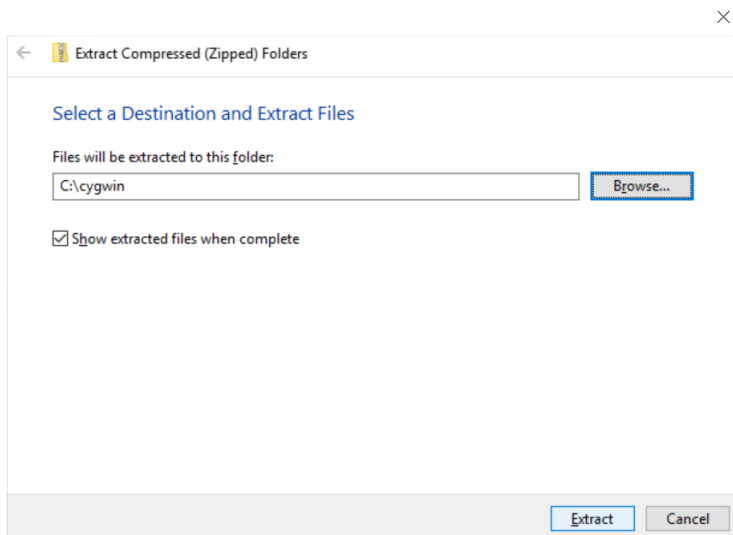 Extract Compressed (Zipped) Folders
Select a Destination and Extract Files
Files will be extracted to this folder:
C:\cygwin Browse...
Show extracted files when complete
Extract Cancel